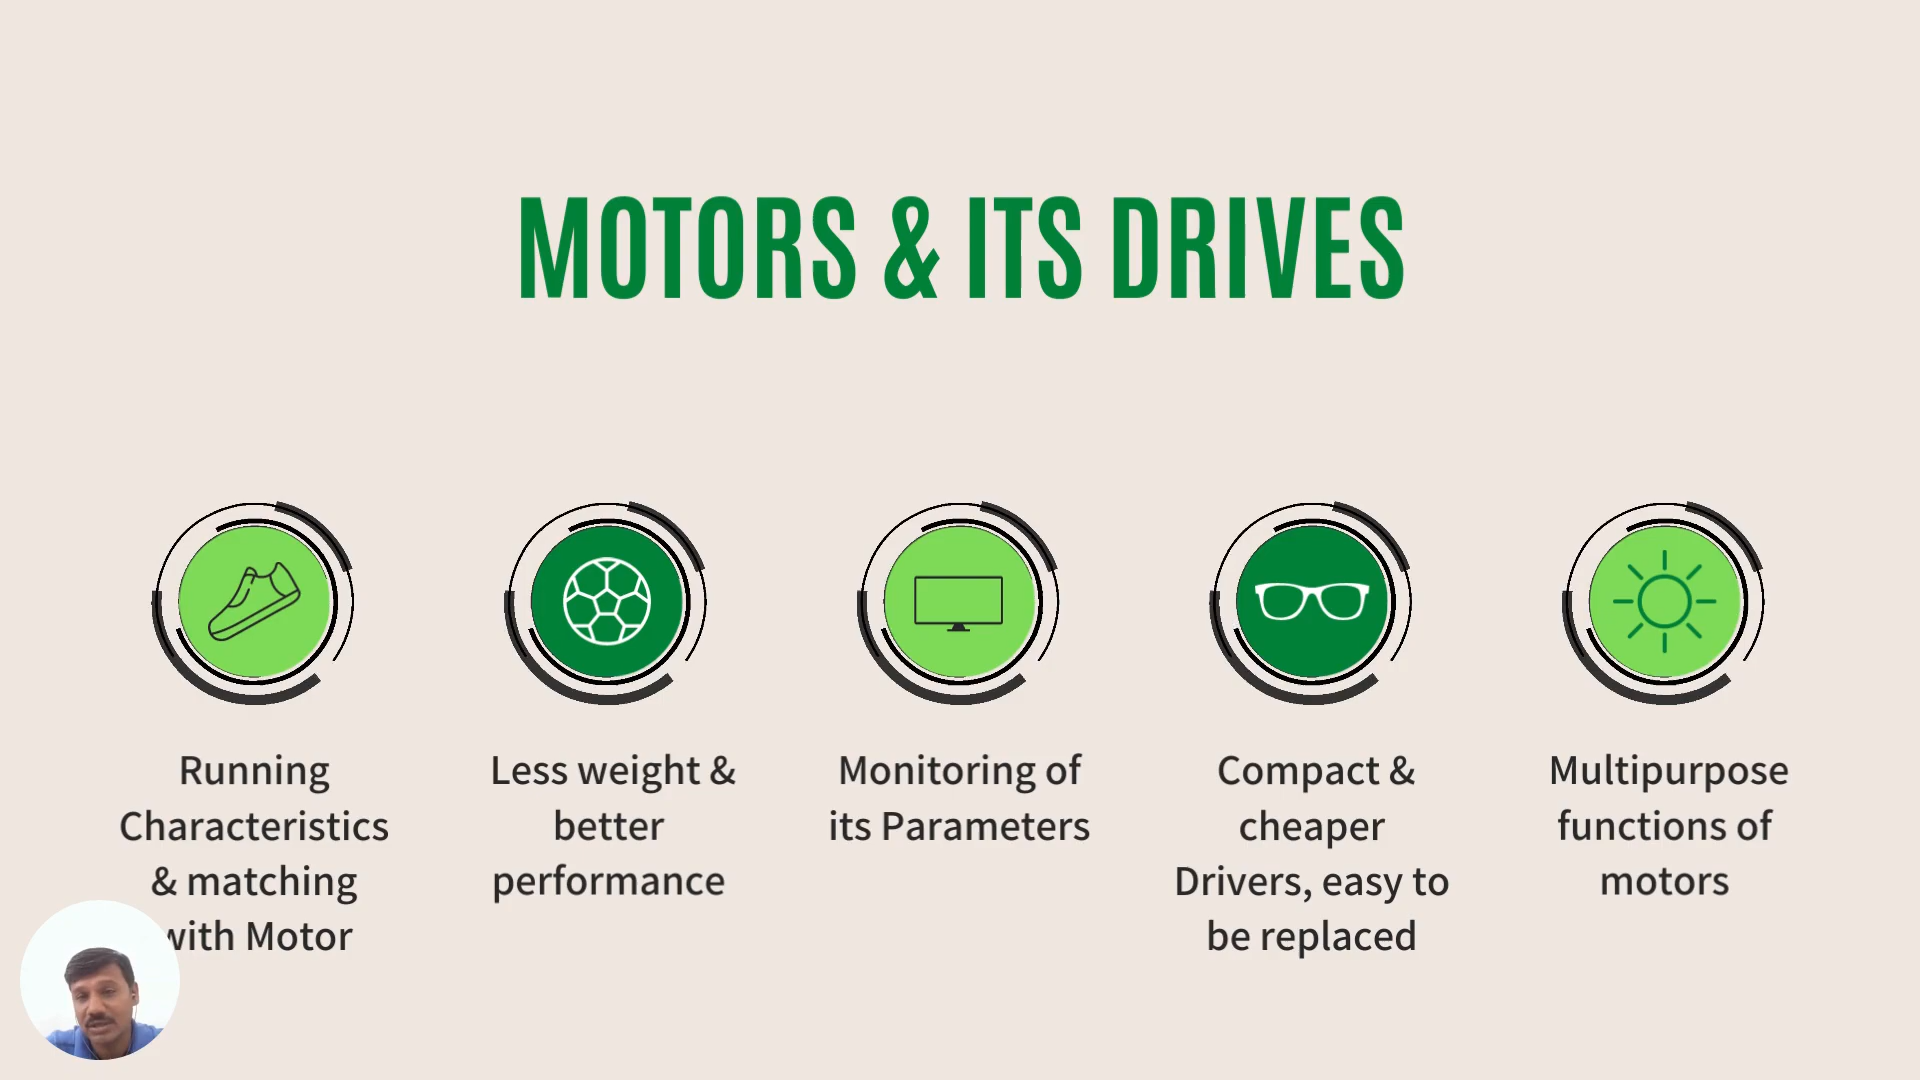 MOTORS & ITS DRIVES
Running
Characteristics
& matching
with Motor
Less weight &
better
performance
Monitoring of
its Parameters
Compact &
cheaper
Drivers, easy to
be replaced
Multipurpose
functions of
motors